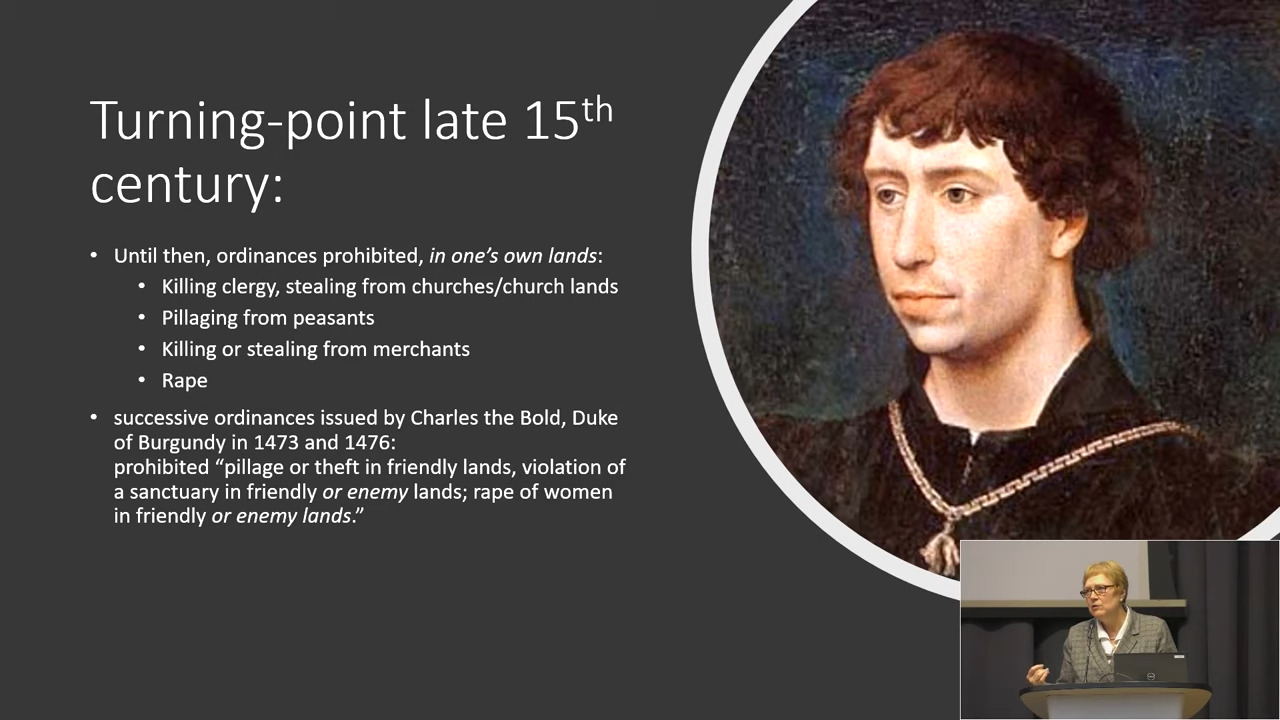 Turning-point late 15th
century:
• Until then, ordinances prohibited, in one’s own lands:
• Killing clergy, stealing from churches/church lands
• Pillaging from peasants
• Killing or stealing from merchants
• Rape
• successive ordinances issued by Charles the Bold, Duke
of Burgundy in 1473 and 1476:
prohibited “pillage or theft in friendly lands, violation of
a sanctuary in friendly or enemy lands; rape of women
in friendly or enemy lands.”